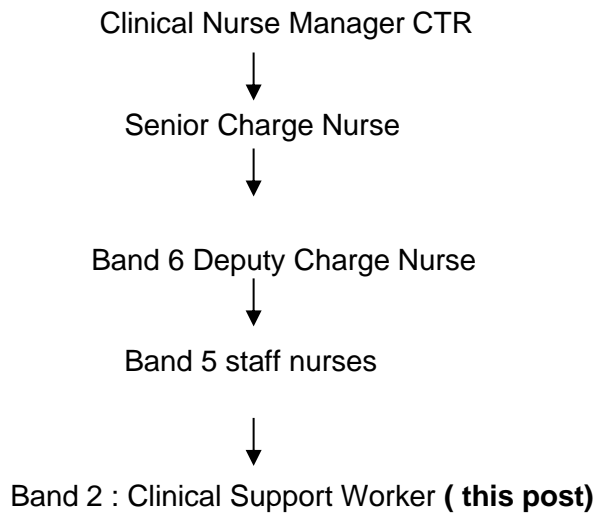 Clinical Nurse Manager CTR
Senior Charge Nurse
Band 6 Deputy Charge Nurse
Band 5 staff nurses
Band 2 : Clinical Support Worker ( this post)